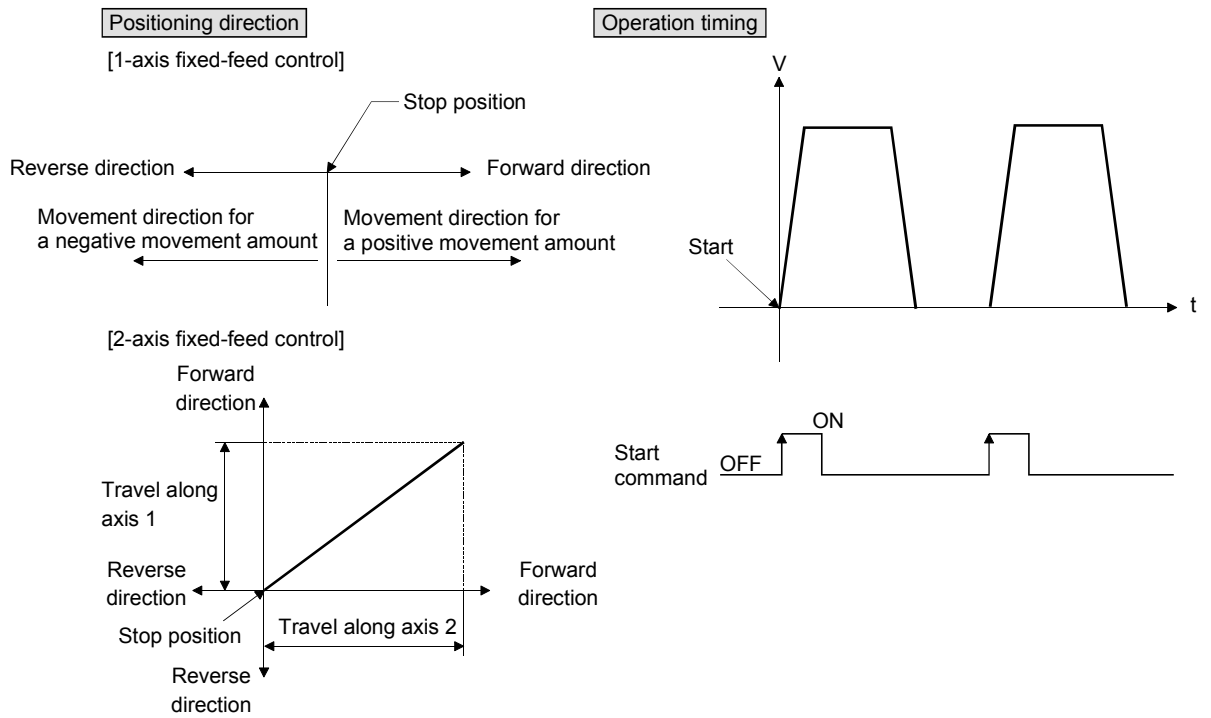 Positioning direction
[1-axis fixed-feed control]
Stop position
Reverse direction
Forward direction
Movement direction for
a negative movement amount
Movement direction for
a positive movement amount
[2-axis fixed-feed control]
Forward
direction
Travel along
axis 1
Reverse
direction
Forward
direction
Stop position
Travel along axis 2
Reverse
direction
Operation timing
V
Start
t
ON
OFF
Start
command